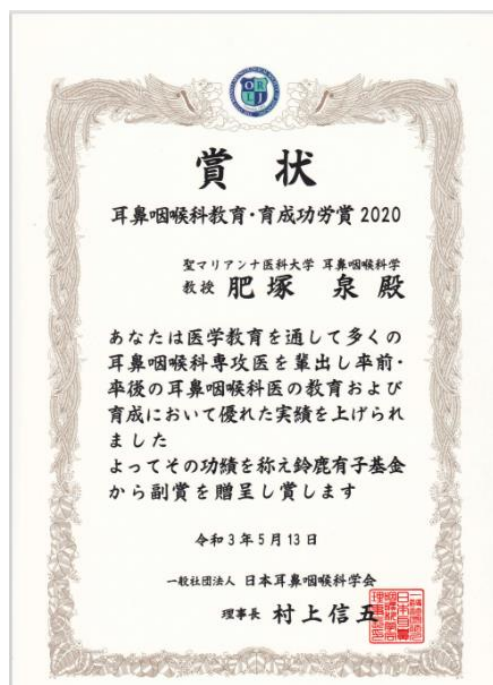 ORLJ
賞 状
耳鼻咽喉科教育・育成功労賞 2020
聖マリアンナ医科大学 耳鼻咽喉科学
教授 肥塚 泉 殿
あなたは医学教育を通して多くの
耳鼻咽喉科専攻医を輩出し卒前・
卒後の耳鼻咽喉科医の教育および
育成において優れた実績を上げられ
ました
よってその功績を称え鈴鹿有子基金
から副賞を贈呈し賞します
令和3年5月13日
一般社団法人 日本耳鼻咽喉科学会
理事長 村上信五